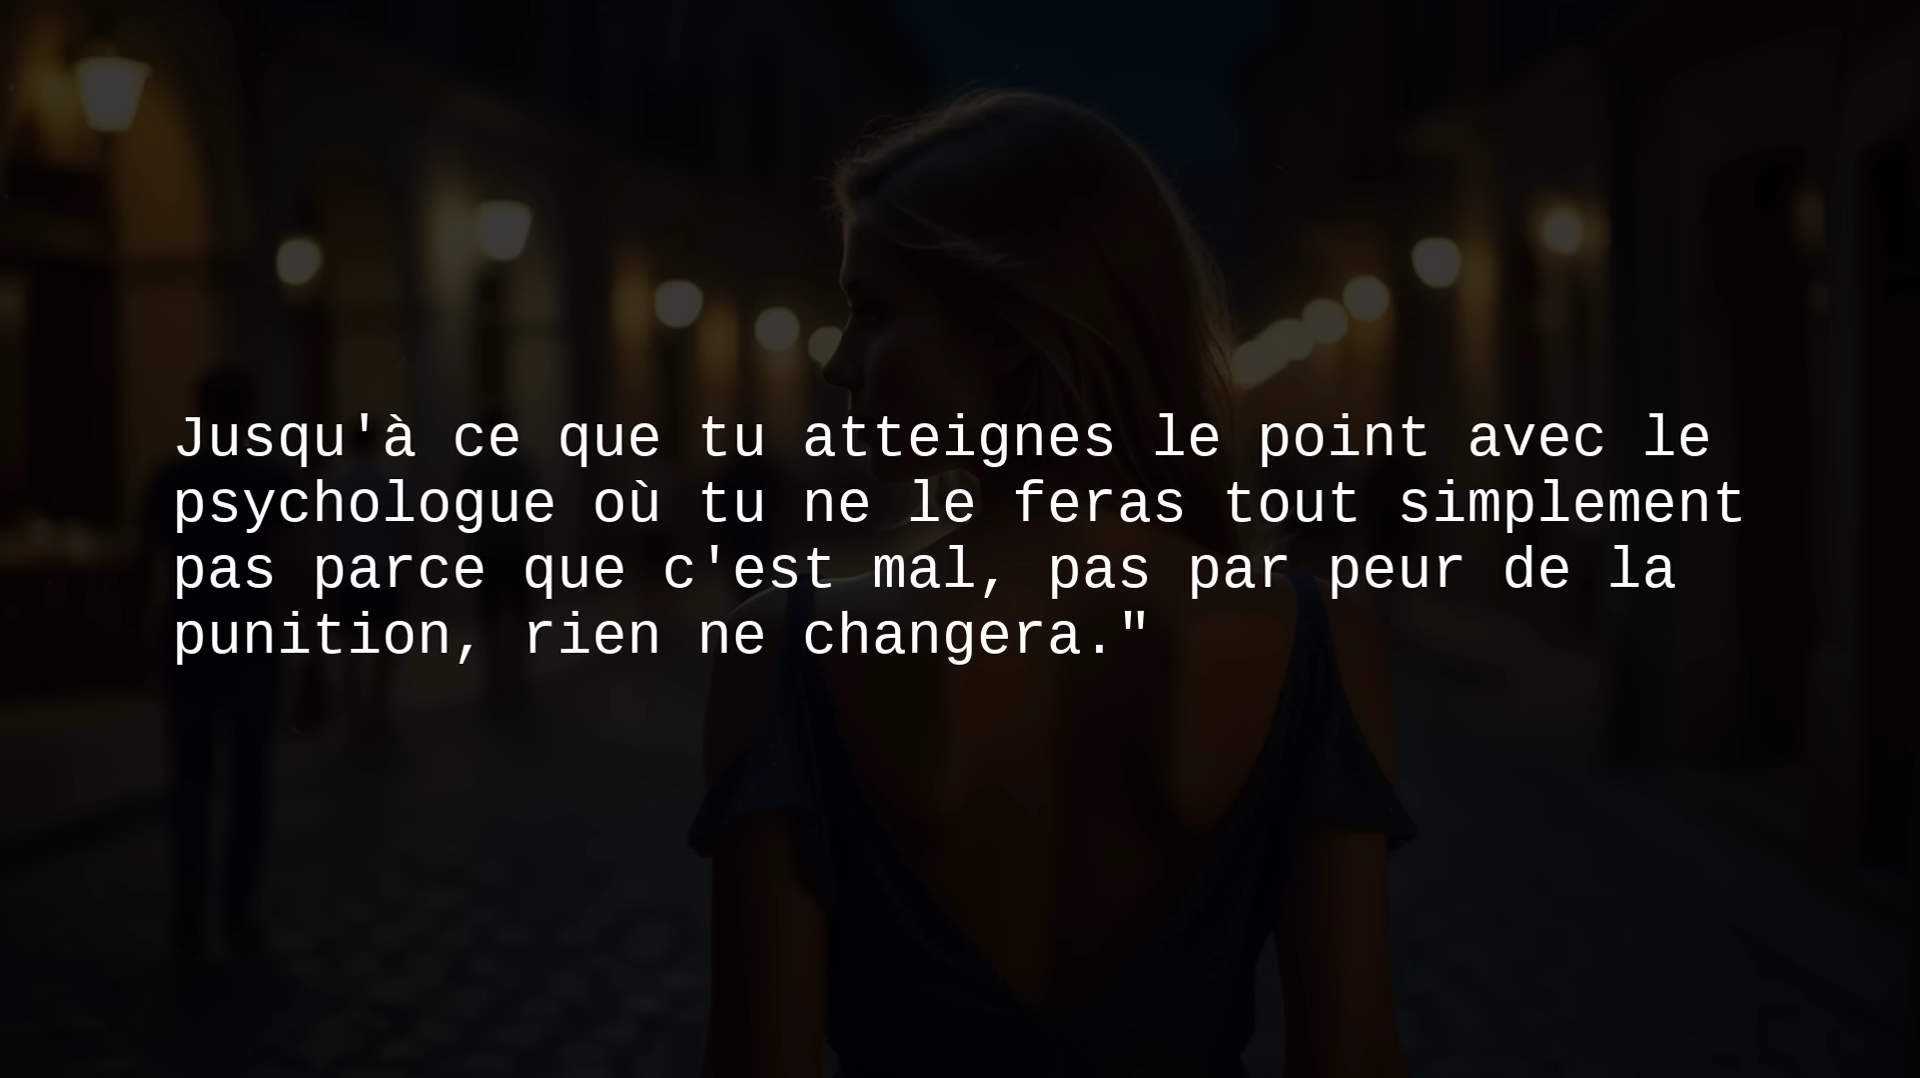 Jusqu'à ce que tu atteignes le point avec le
psychologue où tu ne le feras tout simplement
pas parce que c'est mal, pas par peur de la
punition, rien ne changera."